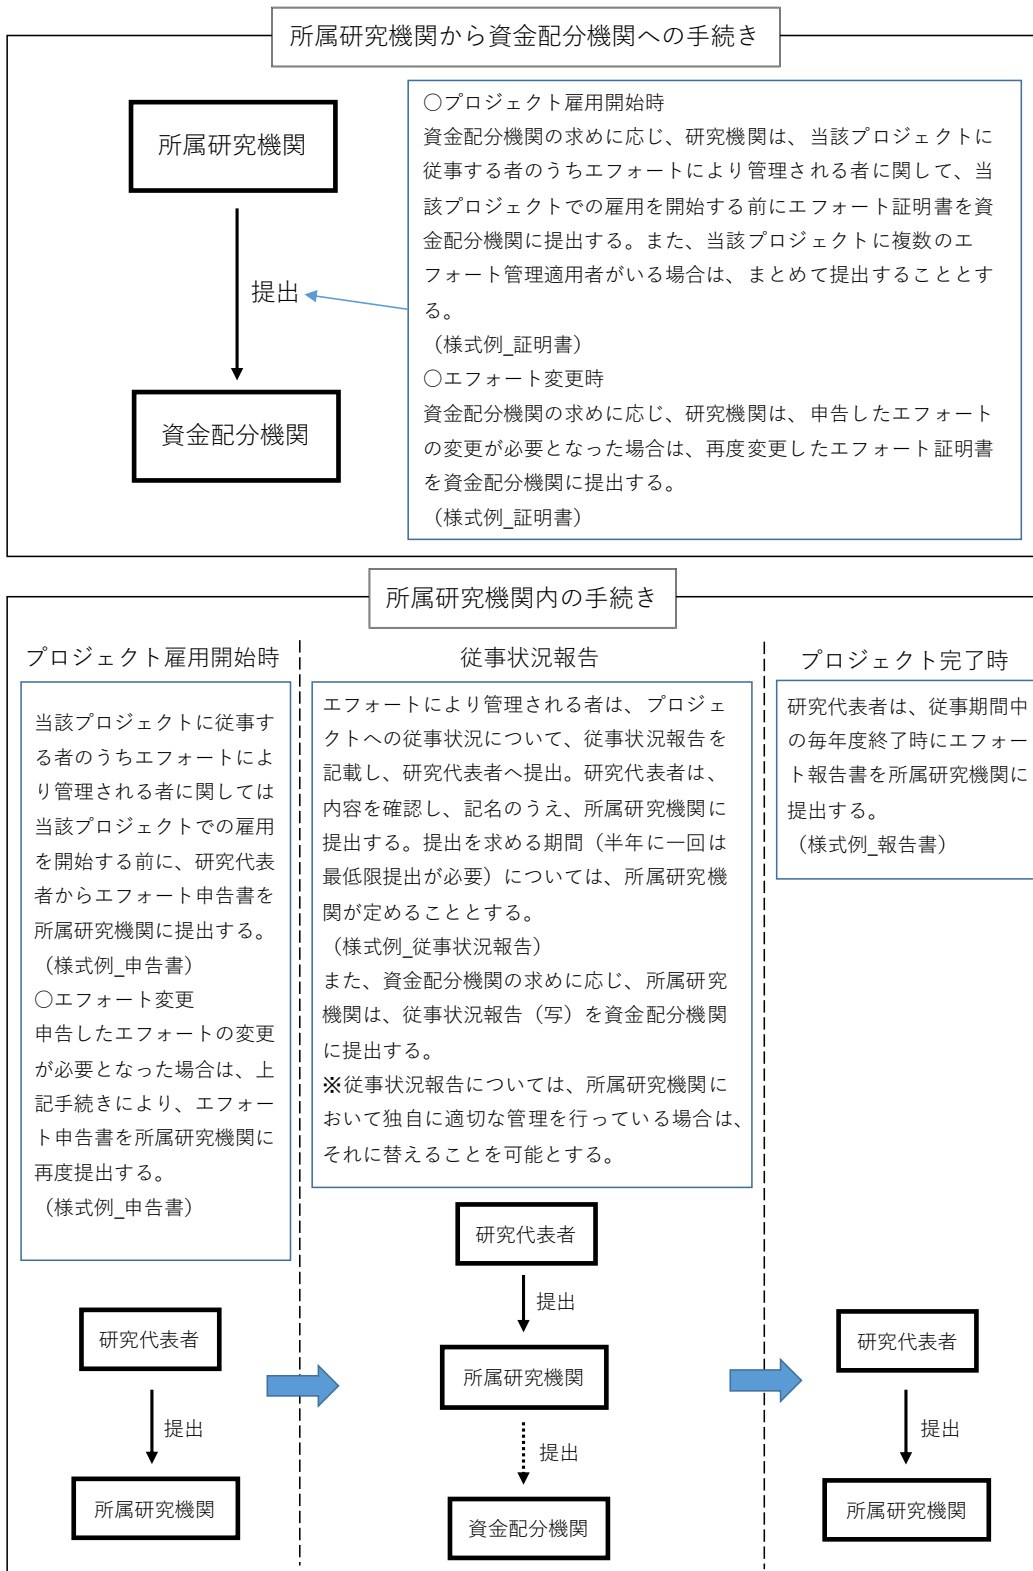 所属研究機関から資金配分機関への手続き
所属研究機関
提出
資金配分機関
○プロジェクト雇用開始時
資金配分機関の求めに応じ、研究機関は、当該プロジェクトに
従事する者のうちエフォートにより管理される者に関して、当
該プロジェクトでの雇用を開始する前にエフォート証明書を資
金配分機関に提出する。また、当該プロジェクトに複数のエ
フォート管理適用者がいる場合は、まとめて提出することとす
る。
（様式例_証明書）
○エフォート変更時
資金配分機関の求めに応じ、研究機関は、申告したエフォート
の変更が必要となった場合は、再度変更したエフォート証明書
を資金配分機関に提出する。
（様式例_証明書）
所属研究機関内の手続き
プロジェクト雇用開始時
当該プロジェクトに従事す
る者のうちエフォートによ
り管理される者に関しては
当該プロジェクトでの雇用
を開始する前に、研究代表
者からエフォート申告書を
所属研究機関に提出する。
（様式例_申告書）
○エフォート変更
申告したエフォートの変更
が必要となった場合は、上
記手続きにより、エフォー
ト申告書を所属研究機関に
再度提出する。
（様式例_申告書）
研究代表者
提出
所属研究機関
従事状況報告
エフォートにより管理される者は、プロジェ
クトへの従事状況について、従事状況報告を
記載し、研究代表者へ提出。研究代表者は、
内容を確認し、記名のうえ、所属研究機関に
提出する。提出を求める期間（半年に一回は
最低限提出が必要）については、所属研究機
関が定めることとする。
（様式例_従事状況報告）
また、資金配分機関の求めに応じ、所属研究
機関は、従事状況報告（写）を資金配分機関
に提出する。
※従事状況報告については、所属研究機関に
おいて独自に適切な管理を行っている場合は、
それに替えることを可能とする。
研究代表者
提出
所属研究機関
提出
資金配分機関
プロジェクト完了時
研究代表者は、従事期間中
の毎年度終了時にエフォー
ト報告書を所属研究機関に
提出する。
（様式例_報告書）
研究代表者
提出
所属研究機関